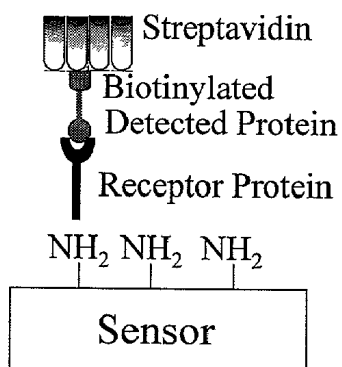 Streptavidin
Biotinylated
Detected Protein
Receptor Protein
NH₂ NH₂ NH₂
Sensor